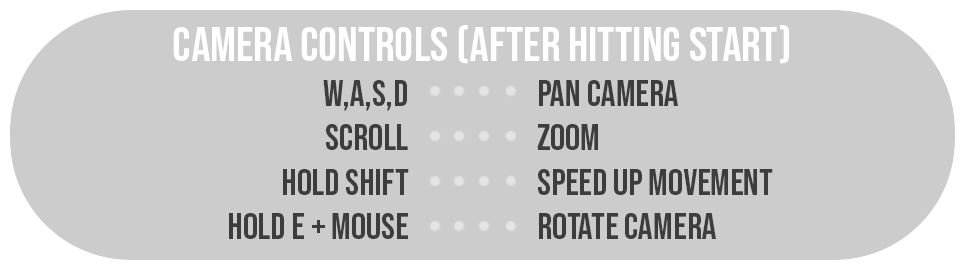 CAMERA CONTROLS (AFTER HITTING START)
W,A,S,D PAN CAMERA
SCROLL ZOOM
HOLD SHIFT SPEED UP MOVEMENT
HOLD E + MOUSE ROTATE CAMERA